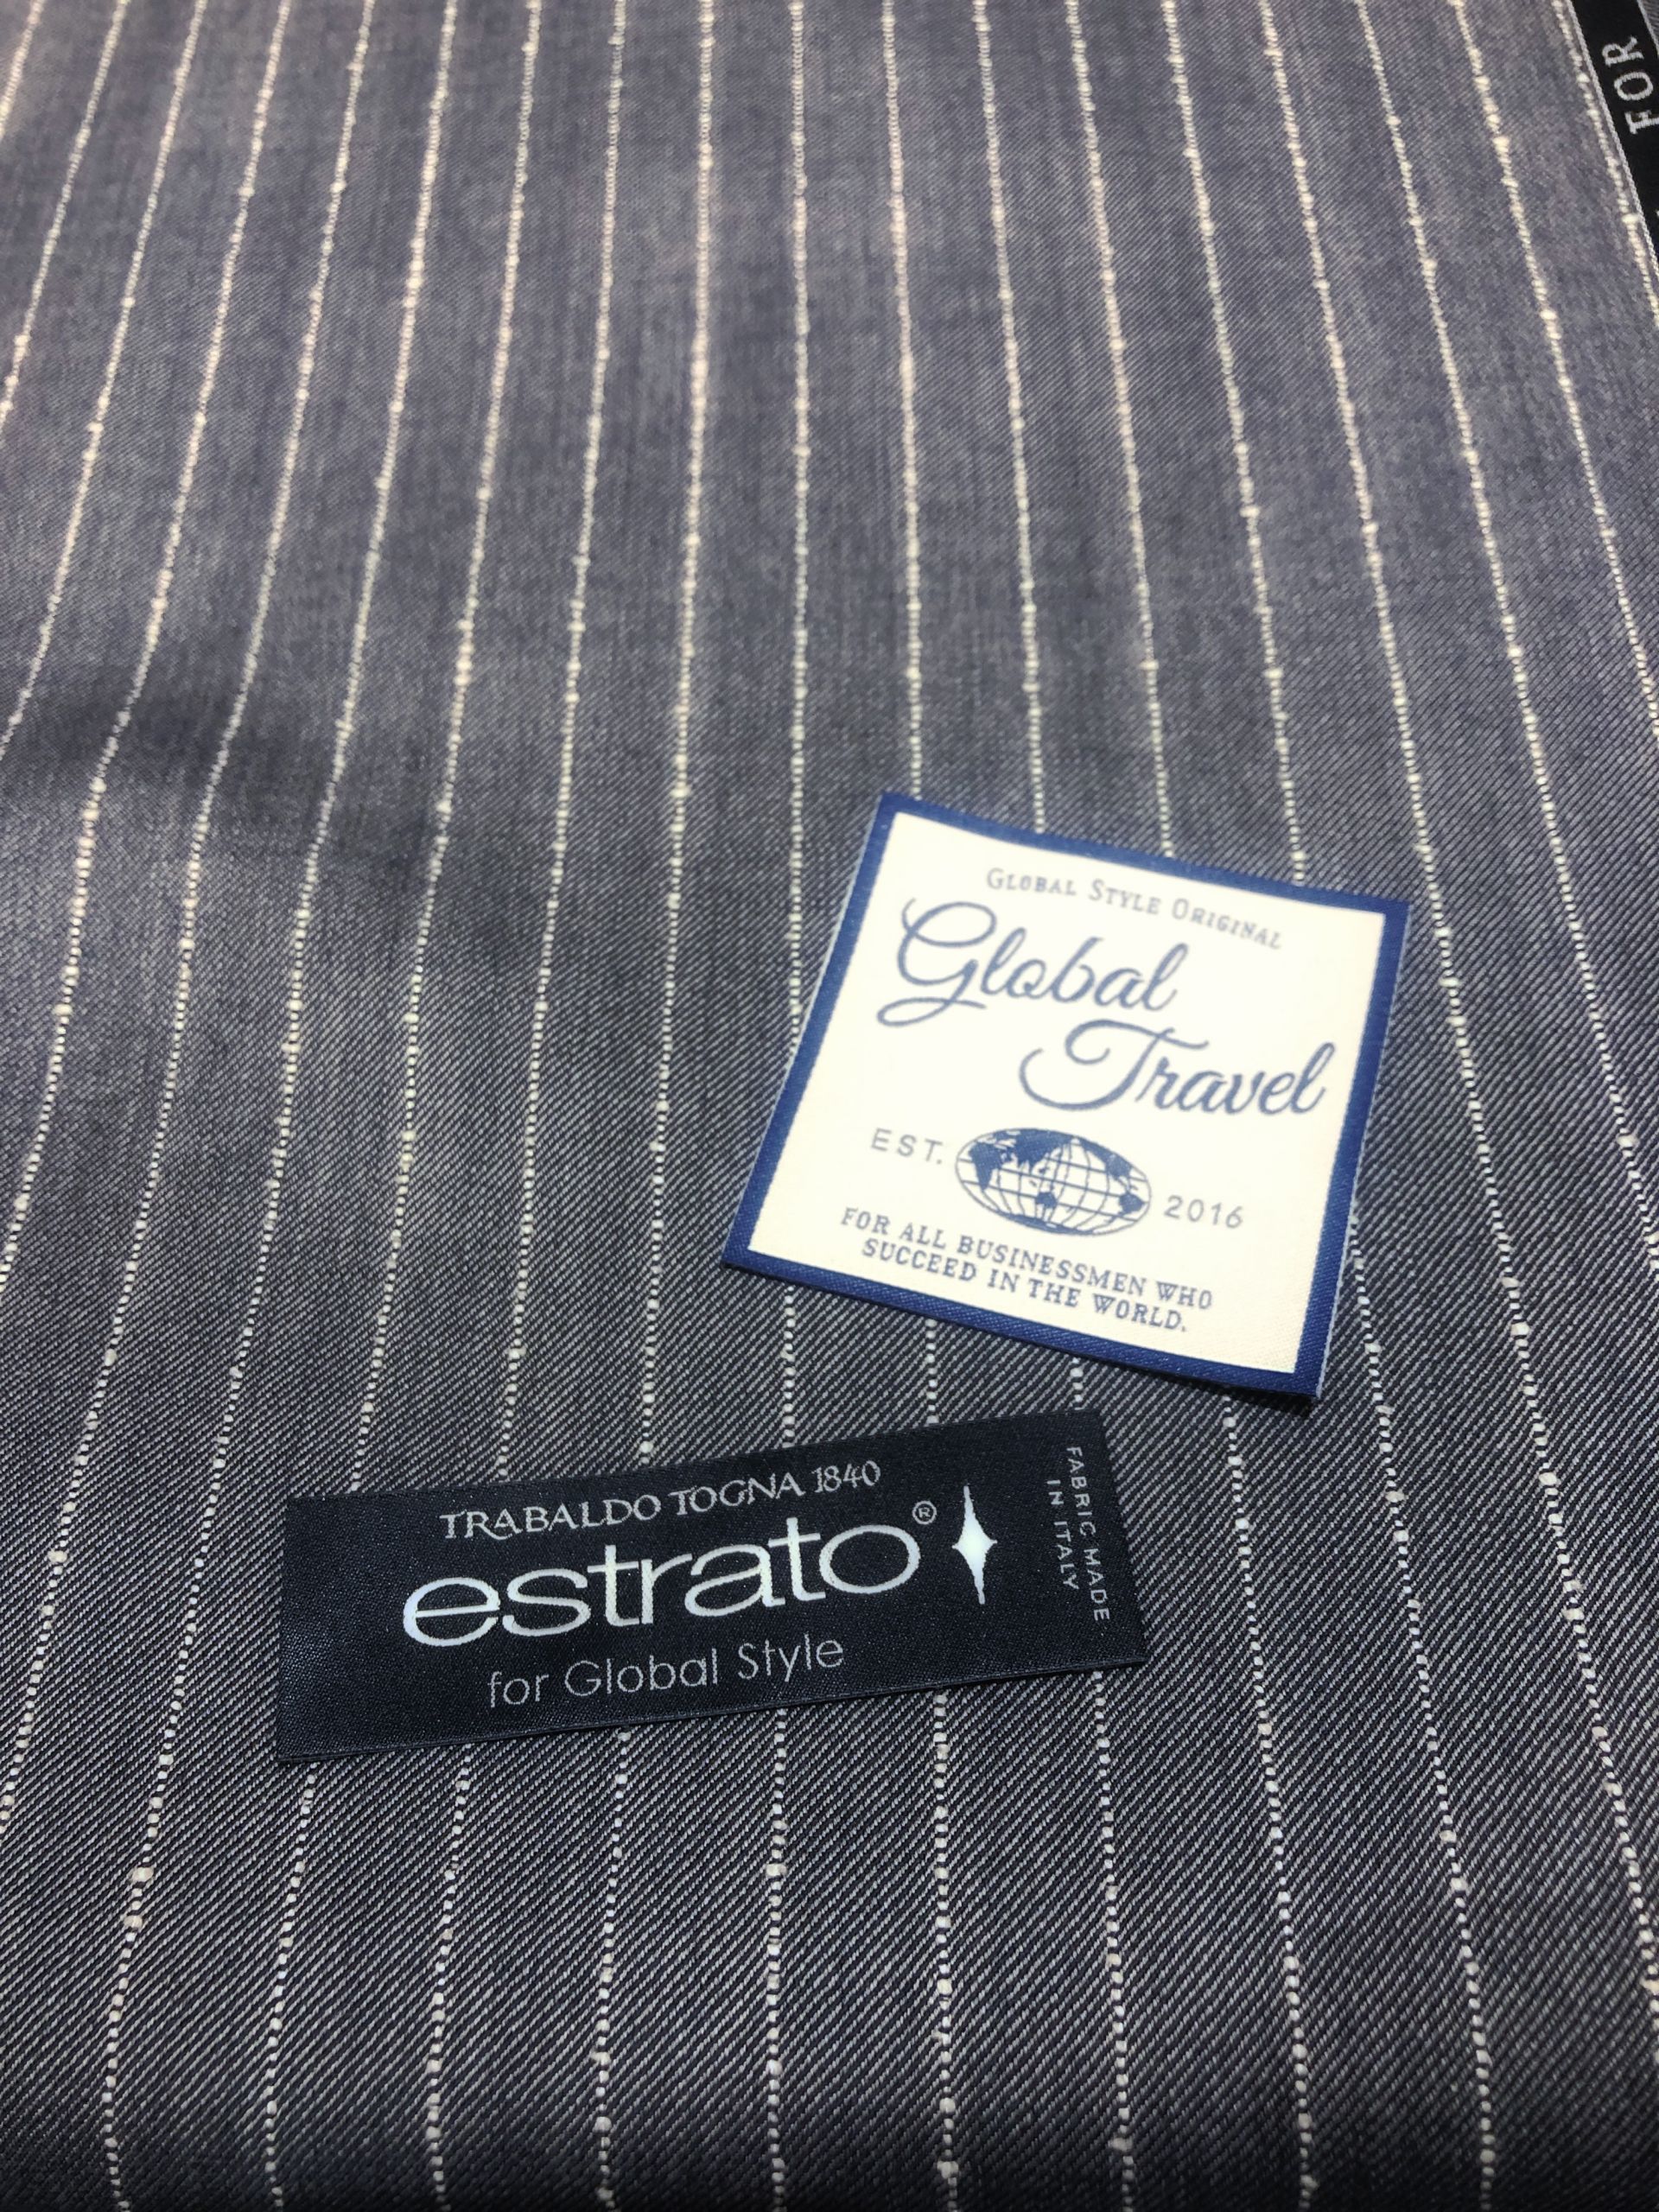 FOR
GLOBAL STYLE ORIGINAL
Global
Travel
EST. 2016
FOR ALL BUSINESSMEN WHO
SUCCEED IN THE WORLD.
TRABALDO TOGNA 1840
estrato®
for Global Style
FABRIC MADE
IN ITALY